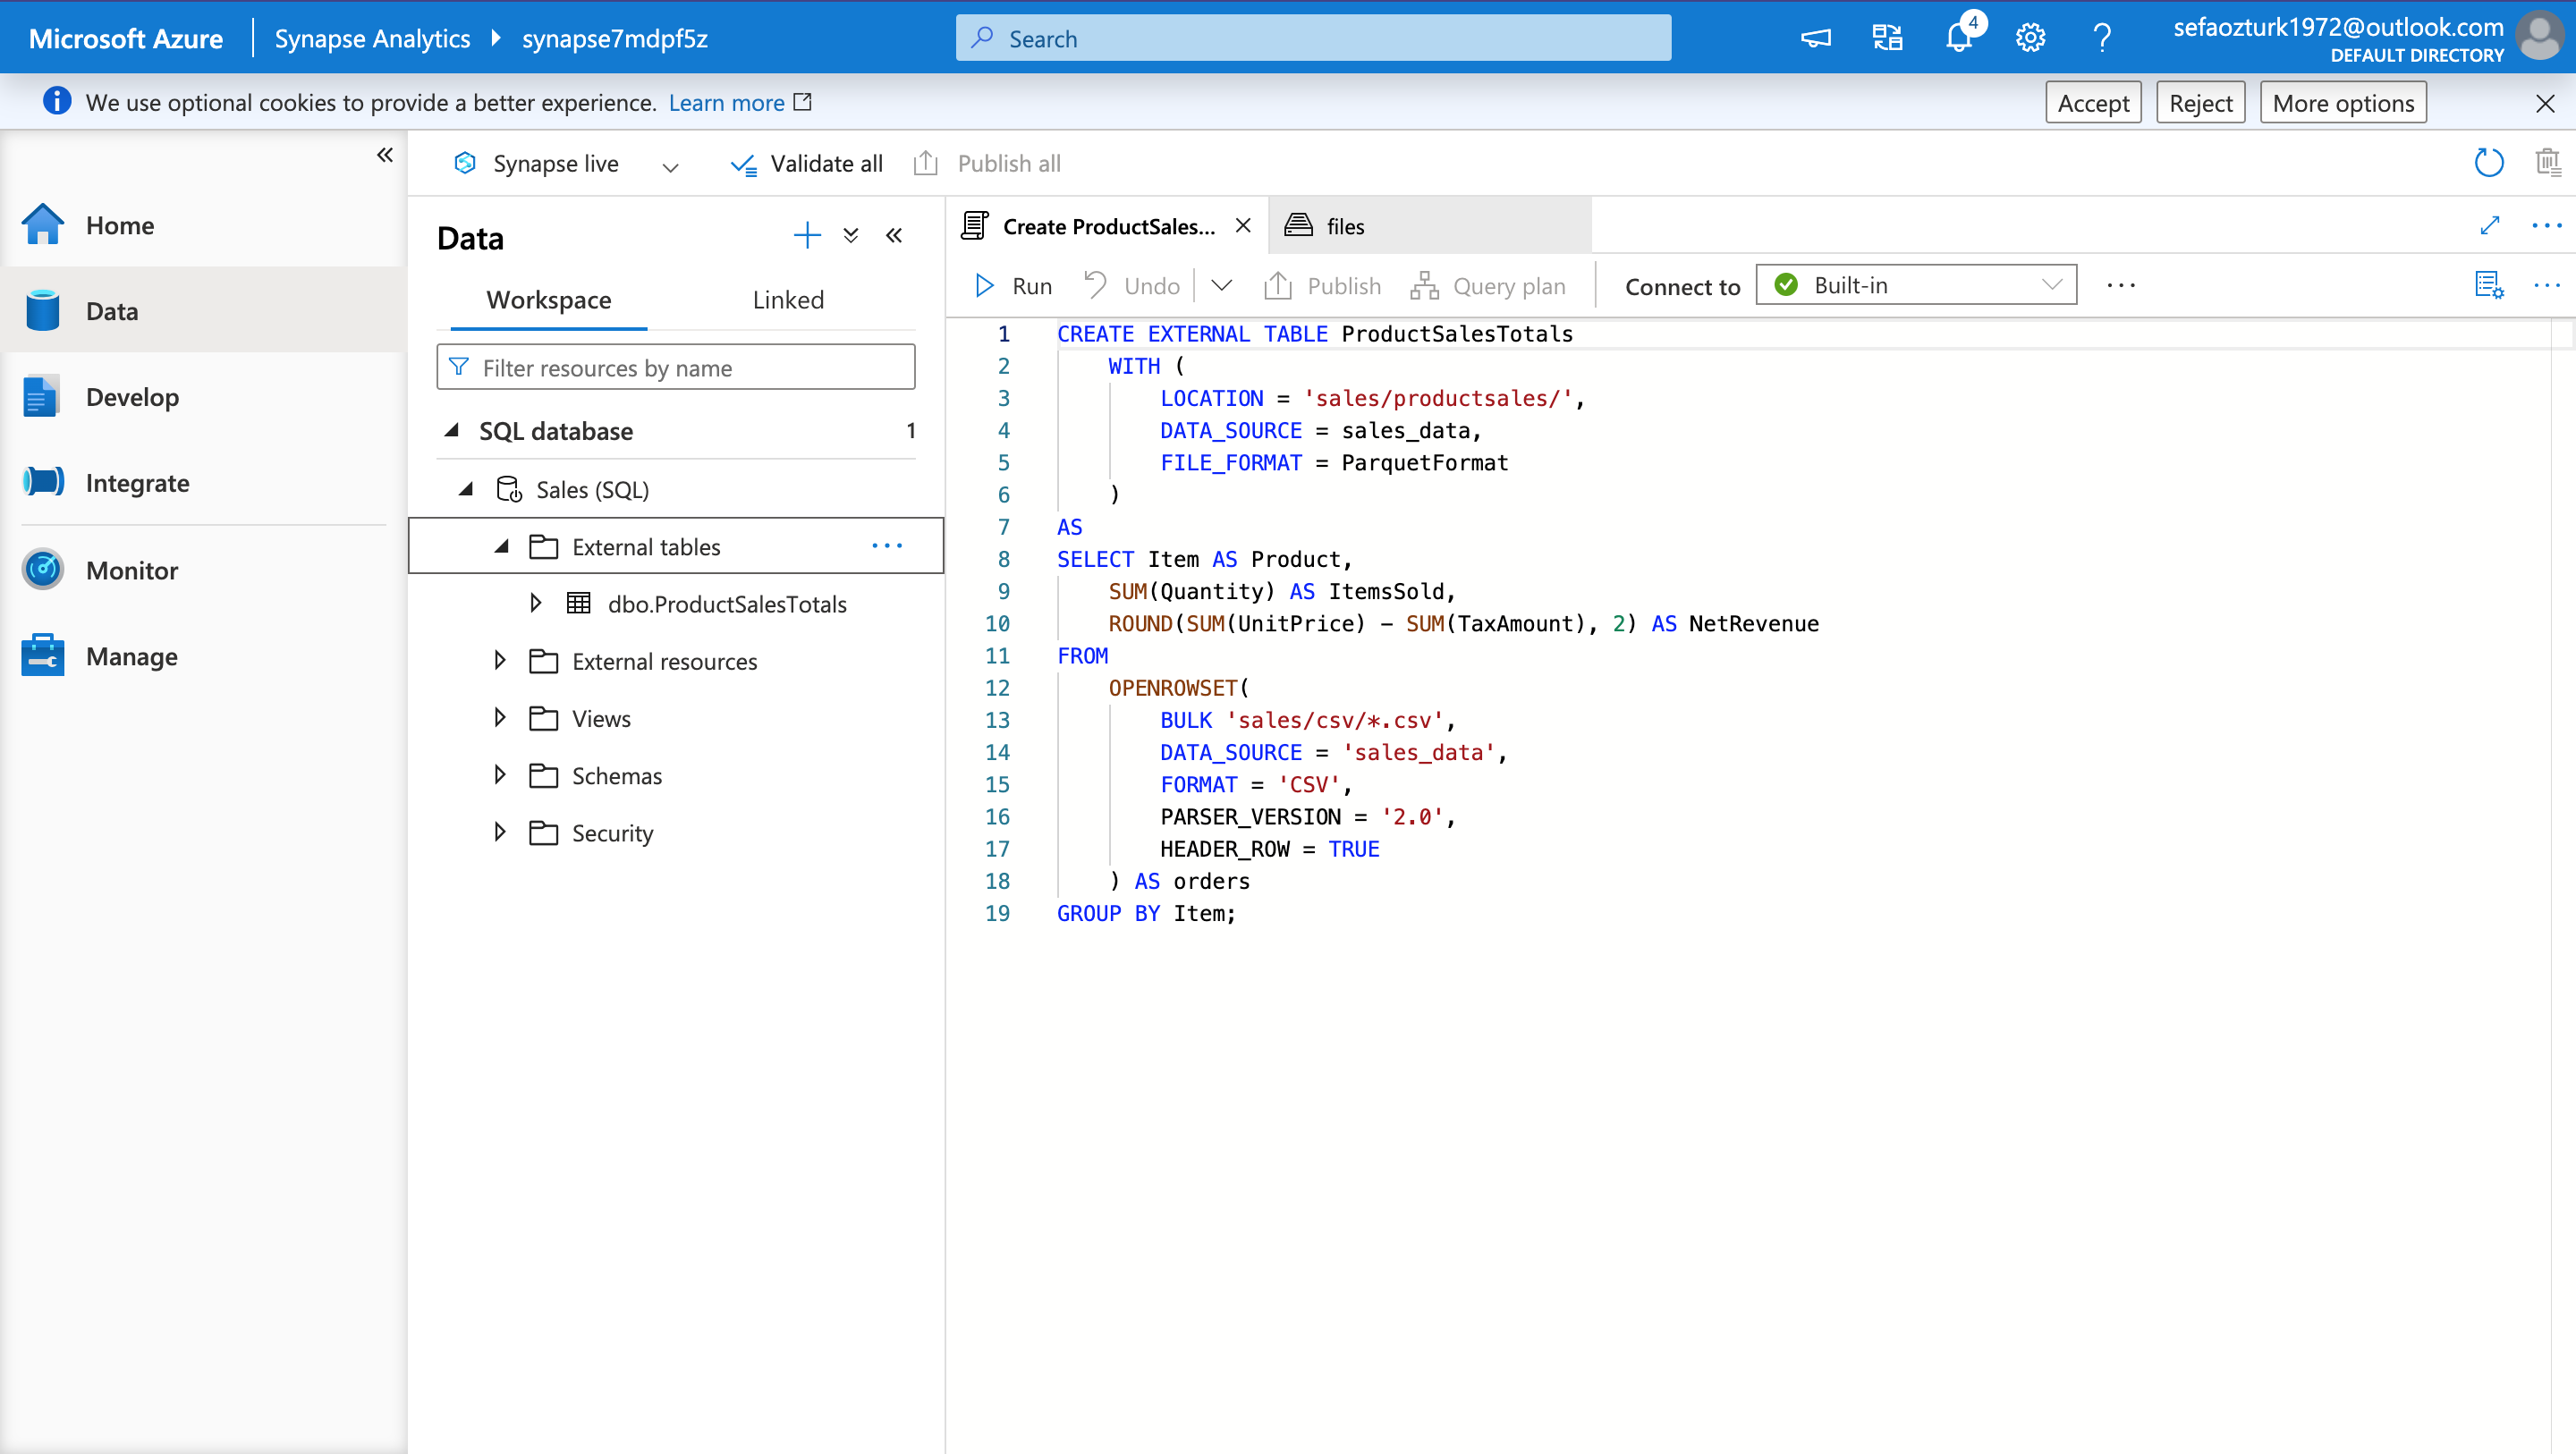 Microsoft Azure Synapse Analytics synapse7mdpf5z Search 4 sefaozturk1972@outlook.com
DEFAULT DIRECTORY
We use optional cookies to provide a better experience. Learn more Accept Reject More options
Synapse live Validate all Publish all
Home
Data
Develop
Integrate
Monitor
Manage
Data
Workspace Linked
Filter resources by name
SQL database 1
Sales (SQL)
External tables
dbo.ProductSalesTotals
External resources
Views
Schemas
Security
Create ProductSales... files
Run Undo Publish Query plan Connect to Built-in
1 CREATE EXTERNAL TABLE ProductSalesTotals
2 WITH (
3 LOCATION = 'sales/productsales/',
4 DATA_SOURCE = sales_data,
5 FILE_FORMAT = ParquetFormat
6 )
7 AS
8 SELECT Item AS Product,
9 SUM(Quantity) AS ItemsSold,
10 ROUND(SUM(UnitPrice) - SUM(TaxAmount), 2) AS NetRevenue
11 FROM
12 OPENROWSET(
13 BULK 'sales/csv/*.csv',
14 DATA_SOURCE = 'sales_data',
15 FORMAT = 'CSV',
16 PARSER_VERSION = '2.0',
17 HEADER_ROW = TRUE
18 ) AS orders
19 GROUP BY Item;